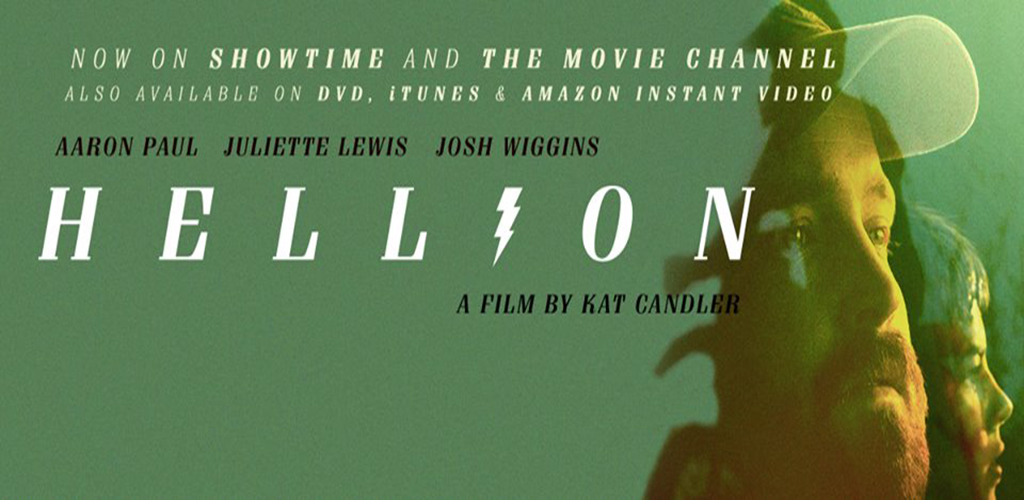 NOW ON SHOWTIME AND THE MOVIE CHANNEL
ALSO AVAILABLE ON DVD, iTUNES & AMAZON INSTANT VIDEO
AARON PAUL JULIETTE LEWIS JOSH WIGGINS
HELLION
A FILM BY KAT CANDLER